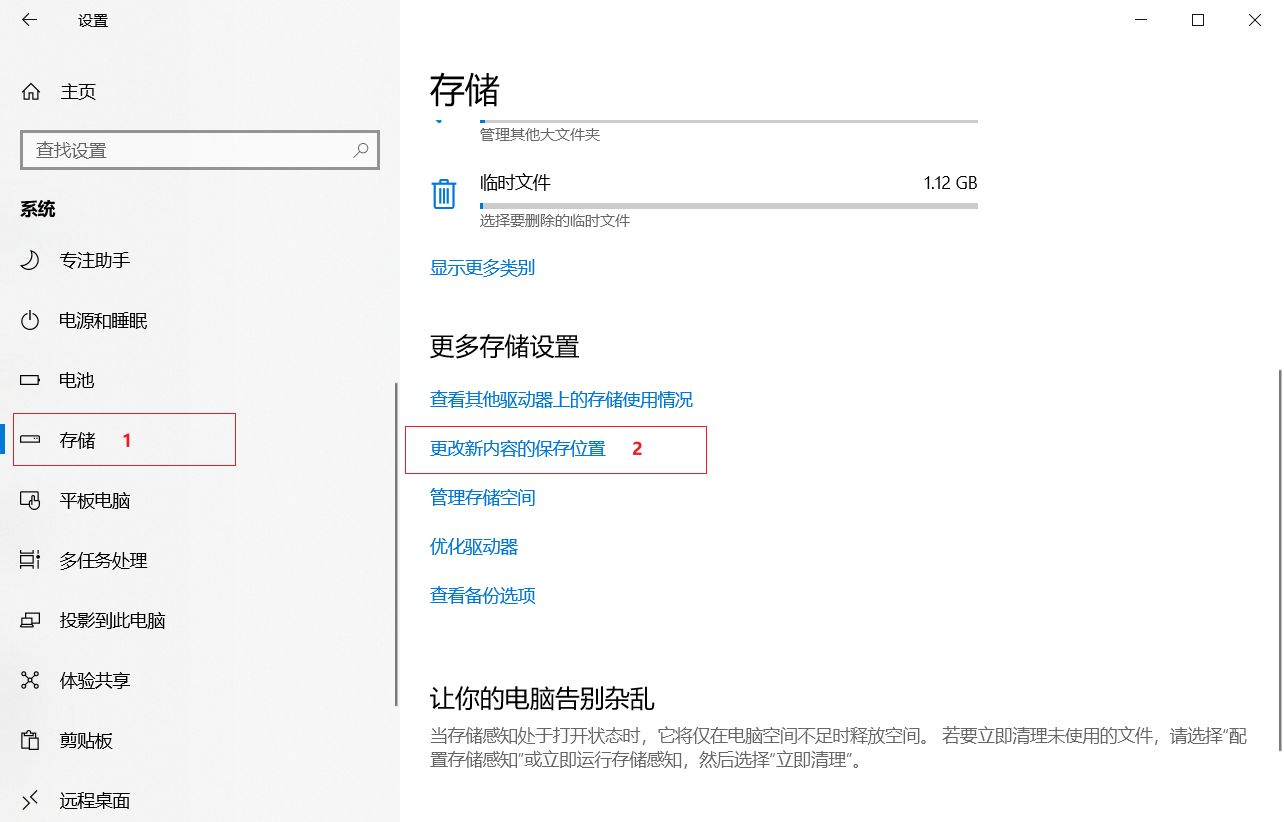 设置
主页
查找设置
系统
专注助手
电源和睡眠
电池
存储 1
平板电脑
多任务处理
投影到此电脑
体验共享
剪贴板
远程桌面
存储
管理其他大文件夹
临时文件 1.12 GB
选择要删除的临时文件
显示更多类别
更多存储设置
查看其他驱动器上的存储使用情况
更改新内容的保存位置 2
管理存储空间
优化驱动器
查看备份选项
让你的电脑告别杂乱
当存储感知处于打开状态时，它将仅在电脑空间不足时释放空间。 若要立即清理未使用的文件，请选择"配
置存储感知"或立即运行存储感知，然后选择"立即清理"。